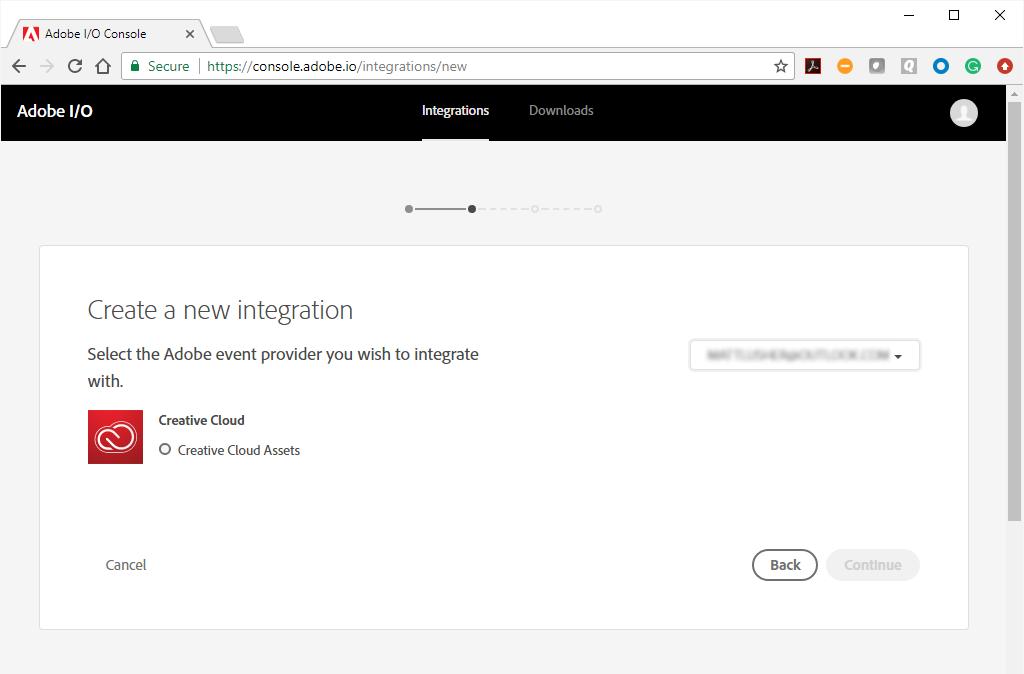 Adobe I/O Console
Secure
https://console.adobe.io/integrations/new
Adobe I/O
Integrations
Downloads
Create a new integration
Select the Adobe event provider you wish to integrate
with.
Creative Cloud
Creative Cloud Assets
Cancel
Back
Continue